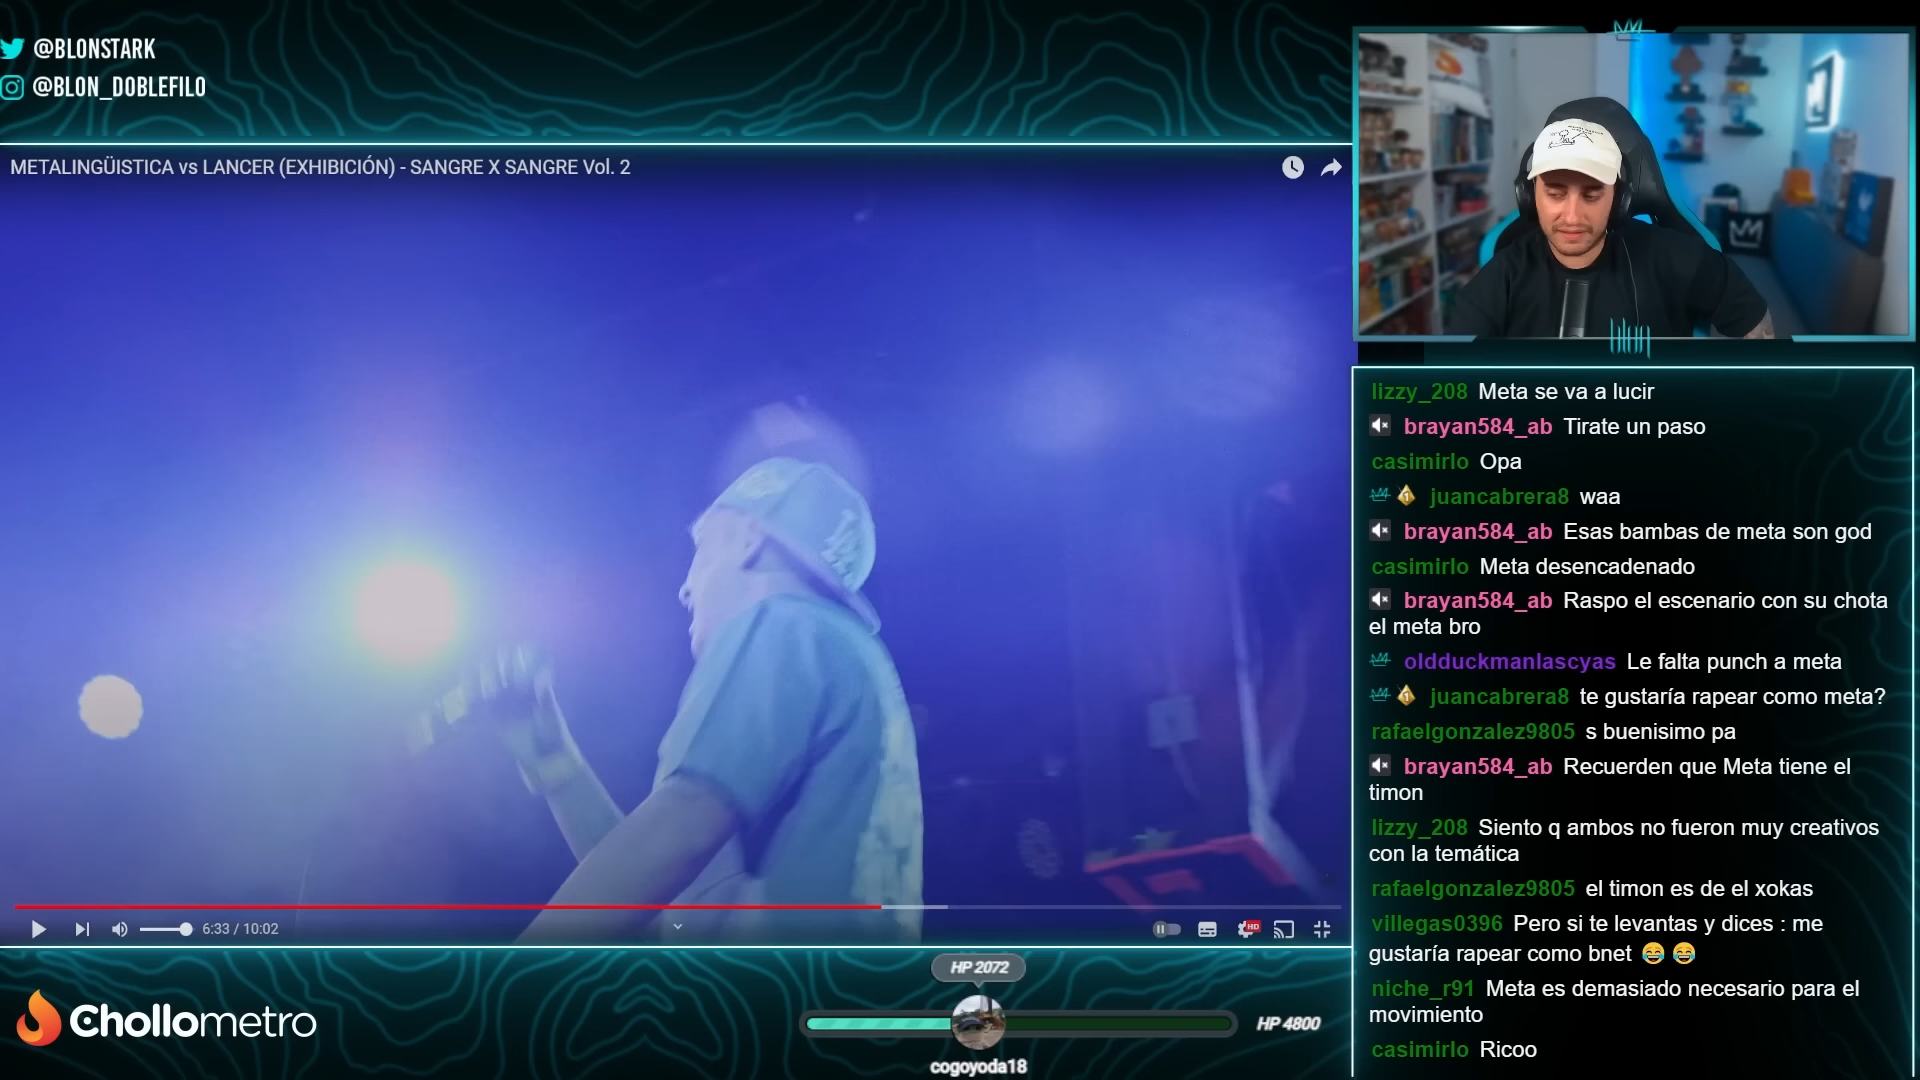 @BLONSTARK
@BLON_DOBLEFILO
METALINGÜISTICA vs LANCER (EXHIBICIÓN) - SANGRE X SANGRE Vol. 2
6:33 / 10:02
HD
Chollometro
HP 2072
HP 4800
cogoyoda18
lizzy_208 Meta se va a lucir
brayan584_ab Tirate un paso
casimirlo Opa
1 juancabrera8 waa
brayan584_ab Esas bambas de meta son god
casimirlo Meta desencadenado
brayan584_ab Raspo el escenario con su chota
el meta bro
oldduckmanlascyas Le falta punch a meta
1 juancabrera8 te gustaría rapear como meta?
rafaelgonzalez9805 s buenisimo pa
brayan584_ab Recuerden que Meta tiene el
timon
lizzy_208 Siento q ambos no fueron muy creativos
con la temática
rafaelgonzalez9805 el timon es de el xokas
villegas0396 Pero si te levantas y dices : me
gustaría rapear como bnet 😂 😂
niche_r91 Meta es demasiado necesario para el
movimiento
casimirlo Ricoo